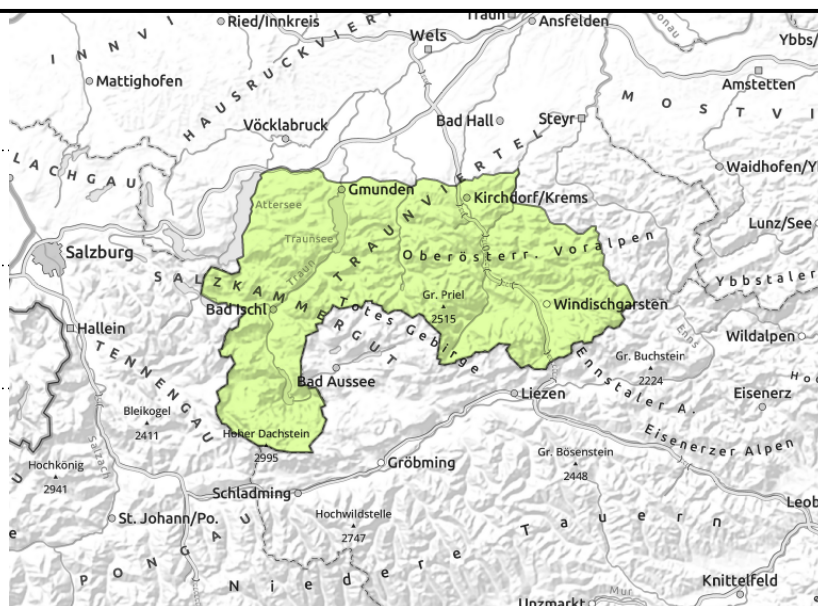 Ried/Innkreis
Traun
Ansfelden
Donau
Ybbs/
INNVI
Wels
Mattighofen
HAUSRUCKVIERTEL
Amstetten
MOSTVI
Vöcklabruck
Bad Hall
Steyr
LACHGAU
Waidhofen/Y
Gmunden
Kirchdorf/Krems
Attersee
TRAUNVIERTEL
Lunz/See
Salzburg
Traunsee
Oberösterr. Voralpen
Traun
SALZKAMMERGUT
Ybbstaler
Gr. Priel
2515
Windischgarsten
Bad Ischl
Totes Gebirge
Hallein
Enns
Wildalpen
TENNENGAU
Ennstaler A.
Gr. Buchstein
2224
Bad Aussee
Hoc
Liezen
Eisenerz
Bleikogel
2411
Hoher Dachstein
2995
Eisenerzer Alpen
Salzach
Hochkönig
2941
Gröbming
Gr. Bösenstein
2448
Schladming
Leob
e
St. Johann/Po.
Hochwildstelle
2747
PONGAU
Niedere Tauern
Mur
Knittelfeld
Unzmarkt